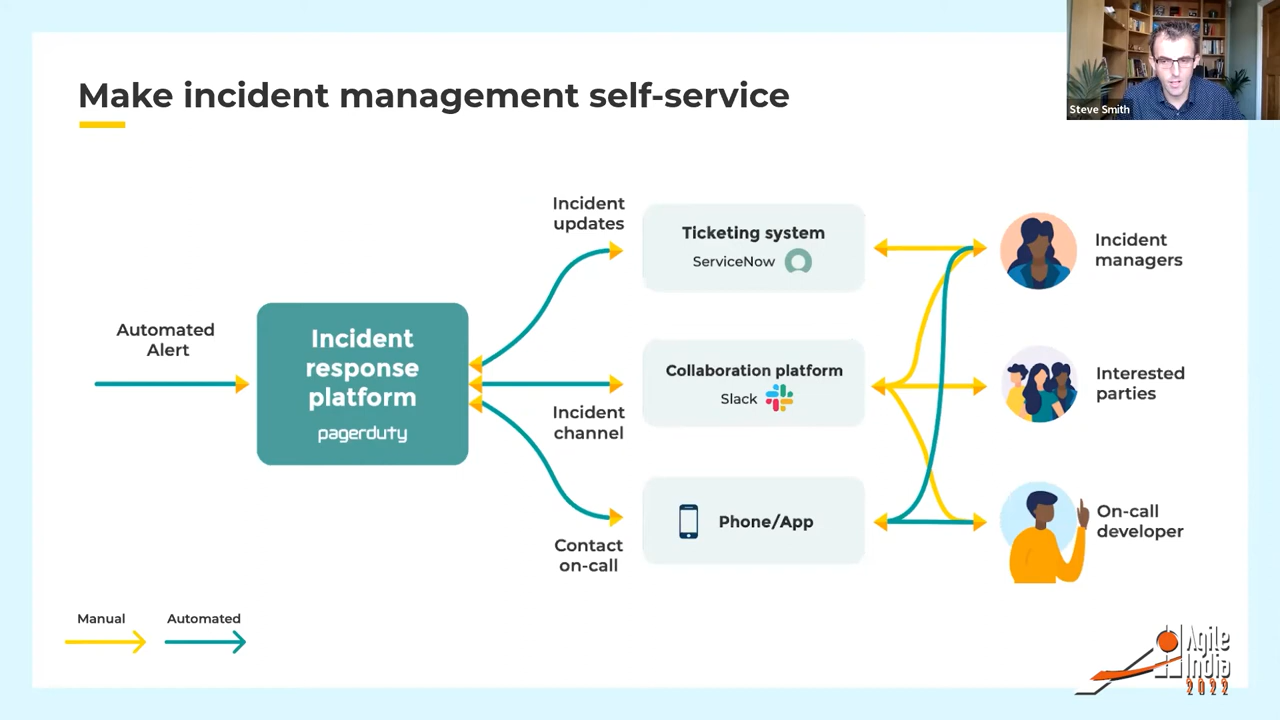 Make incident management self-service
Steve Smith
Incident
updates
Ticketing system
ServiceNow
Incident
managers
Automated
Alert
Incident
response
platform
pagerduty
Collaboration platform
Slack
Interested
parties
Incident
channel
Phone/App
On-call
developer
Contact
on-call
Manual
Automated
Agile
India
2022